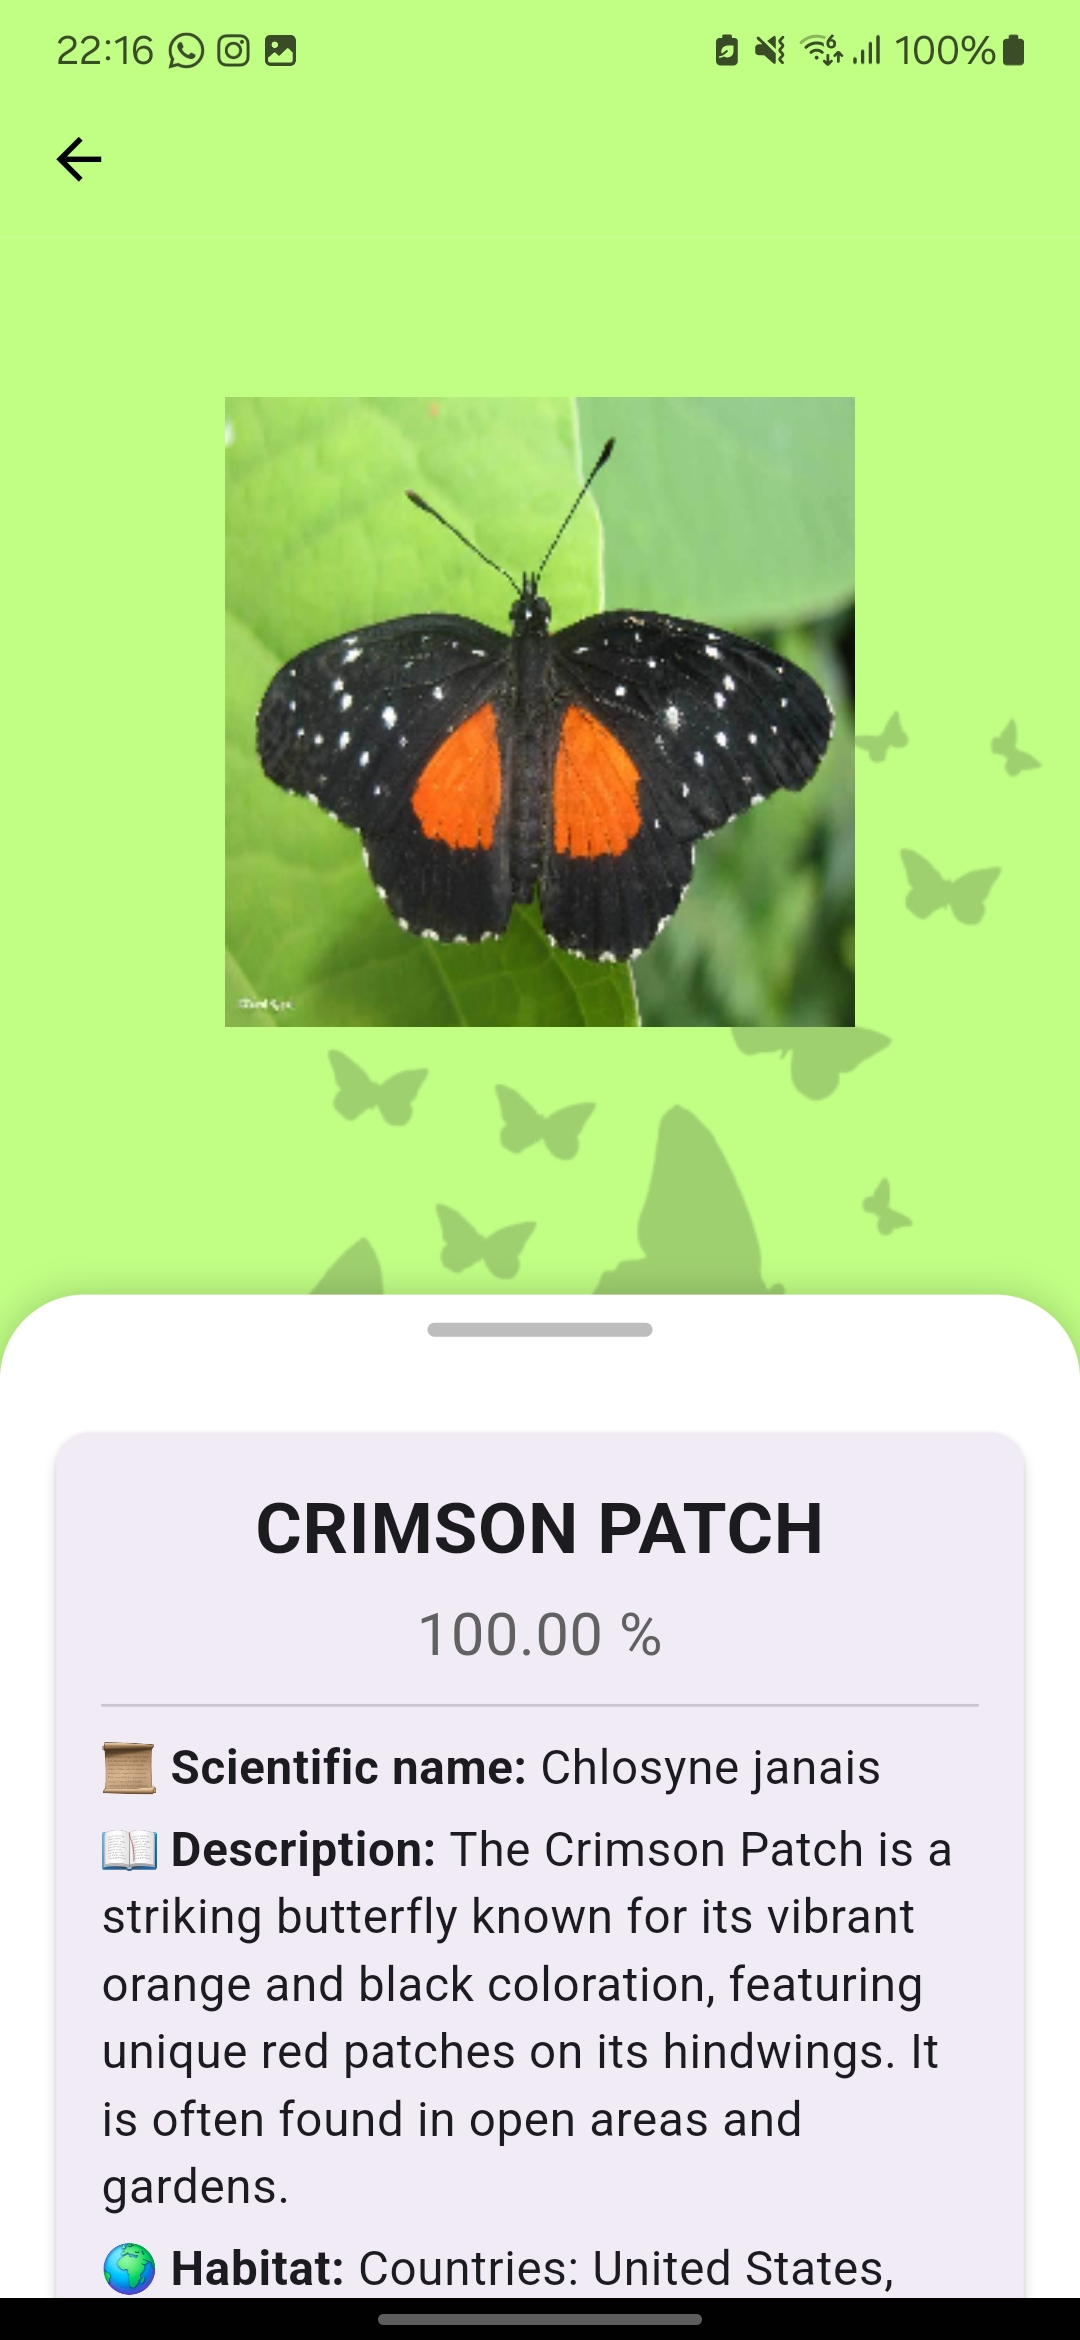 22:16 100%
CRIMSON PATCH
100.00 %
📜 Scientific name: Chlosyne janais
📖 Description: The Crimson Patch is a
striking butterfly known for its vibrant
orange and black coloration, featuring
unique red patches on its hindwings. It
is often found in open areas and
gardens.
🌍 Habitat: Countries: United States,